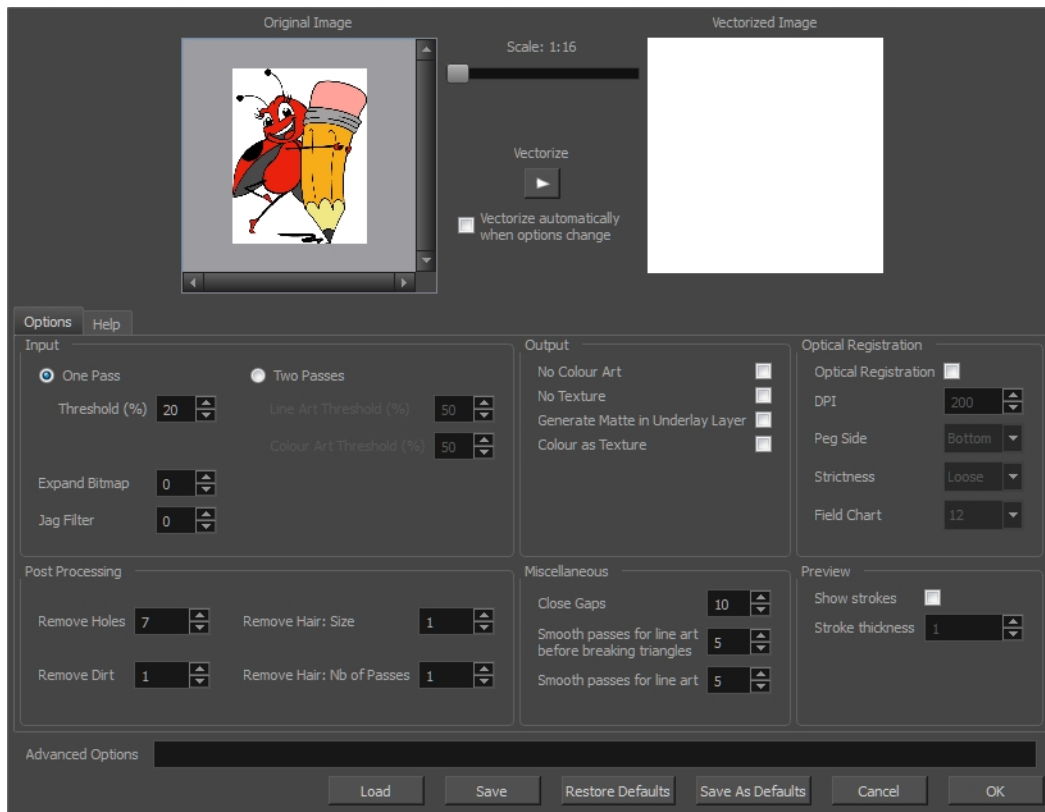 Original Image
Vectorized Image
Scale: 1:16
Vectorize
Vectorize automatically
when options change
Options
Help
Input
One Pass
Two Passes
Threshold (%) 20
Line Art Threshold (%) 50
Colour Art Threshold (%) 50
Expand Bitmap 0
Jag Filter 0
Output
No Colour Art
No Texture
Generate Matte in Underlay Layer
Colour as Texture
Optical Registration
Optical Registration
DPI 200
Peg Side Bottom
Strictness Loose
Field Chart 12
Post Processing
Remove Holes 7
Remove Hair: Size 1
Remove Dirt 1
Remove Hair: Nb of Passes 1
Miscellaneous
Close Gaps 10
Smooth passes for line art
before breaking triangles 5
Smooth passes for line art 5
Preview
Show strokes
Stroke thickness 1
Advanced Options
Load
Save
Restore Defaults
Save As Defaults
Cancel
OK